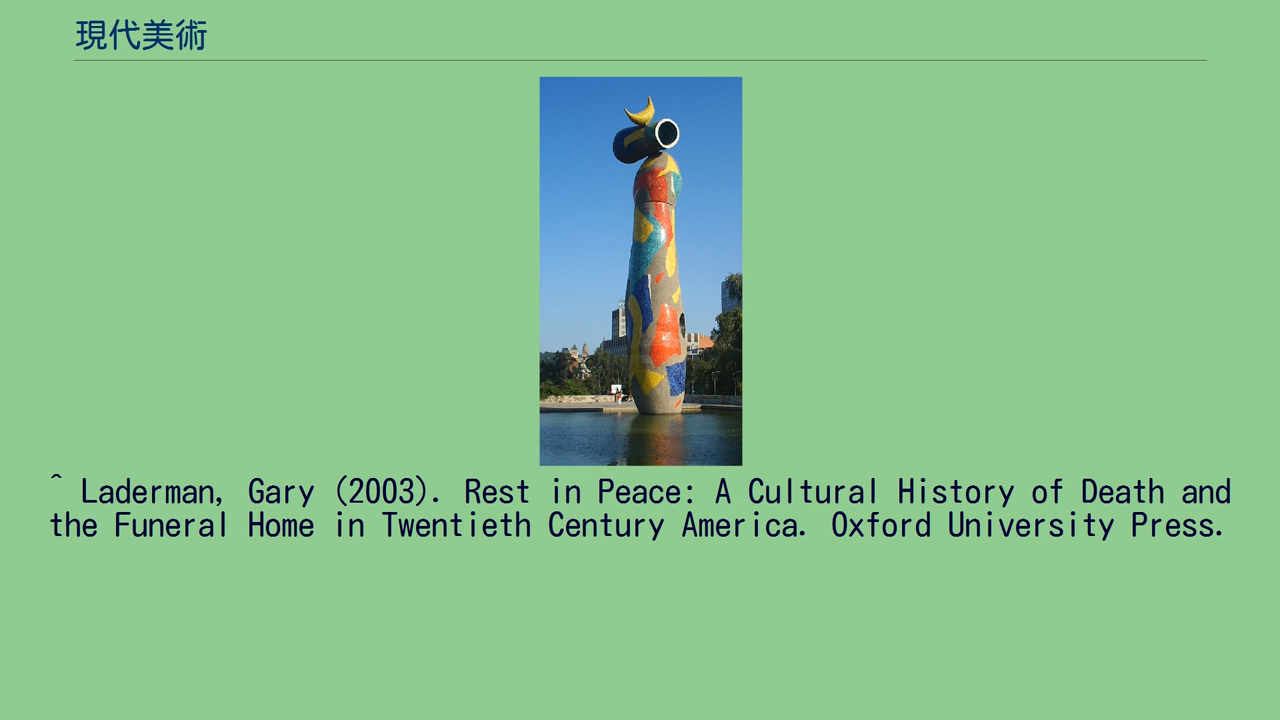 現代美術
^ Laderman, Gary (2003). Rest in Peace: A Cultural History of Death and
the Funeral Home in Twentieth Century America. Oxford University Press.